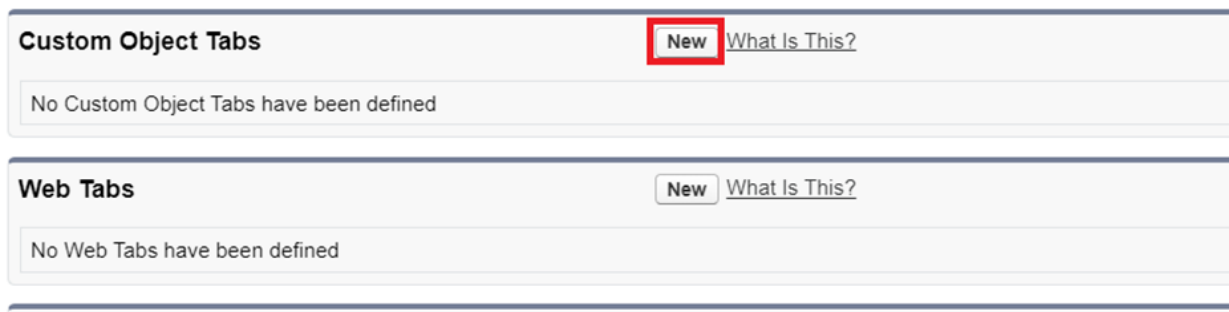 Custom Object Tabs New What Is This?
No Custom Object Tabs have been defined
Web Tabs New What Is This?
No Web Tabs have been defined